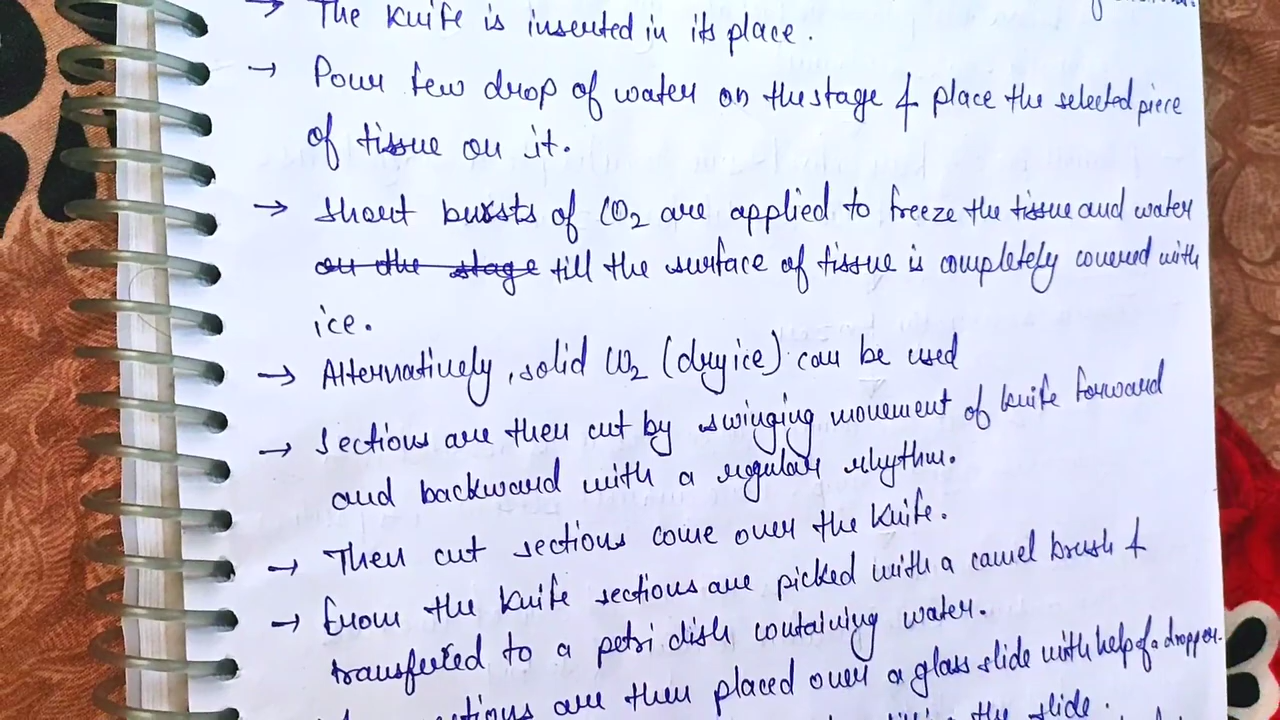 → The knife is inserted in its place.
→ Pour few drop of water on the stage & place the selected piece
of tissue on it.
→ Short bursts of CO2 are applied to freeze the tissue and water
on the stage till the surface of tissue is completely covered with
ice.
→ Alternatively, solid CO2 (dry ice) can be used
→ Sections are then cut by swinging movement of knife forward
and backward with a regular rhythm.
→ Then cut sections come over the knife.
→ From the knife sections are picked with a camel brush &
transferred to a petri dish containing water.
are then placed over a glass slide with help of a dropper.
the slide.